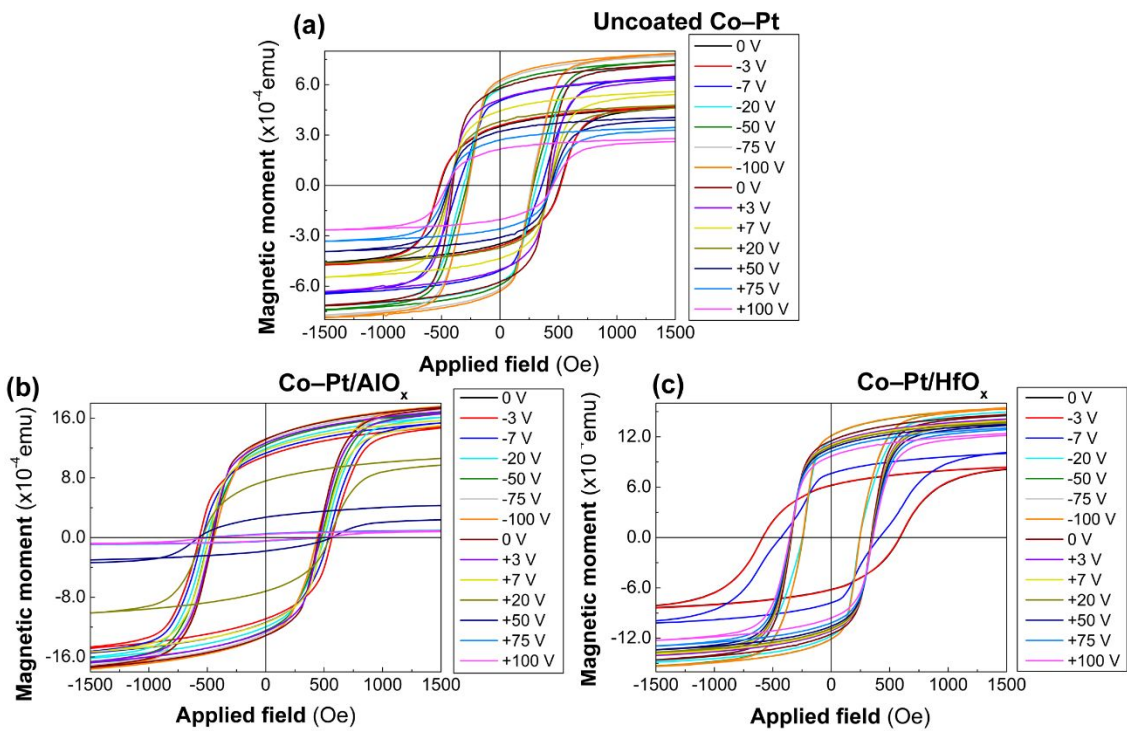 (a)
Uncoated Co–Pt
Magnetic moment (x10⁻⁴ emu)
6.0
3.0
0.0
-3.0
-6.0
-1500 -1000 -500 0 500 1000 1500
Applied field (Oe)
0 V
-3 V
-7 V
-20 V
-50 V
-75 V
-100 V
0 V
+3 V
+7 V
+20 V
+50 V
+75 V
+100 V
(b)
Co–Pt/AlOₓ
Magnetic moment (x10⁻⁴ emu)
16.0
8.0
0.0
-8.0
-16.0
-1500 -1000 -500 0 500 1000 1500
Applied field (Oe)
0 V
-3 V
-7 V
-20 V
-50 V
-75 V
-100 V
0 V
+3 V
+7 V
+20 V
+50 V
+75 V
+100 V
(c)
Co–Pt/HfOₓ
Magnetic moment (x10⁻ emu)
12.0
6.0
0.0
-6.0
-12.0
-1500 -1000 -500 0 500 1000 1500
Applied field (Oe)
0 V
-3 V
-7 V
-20 V
-50 V
-75 V
-100 V
0 V
+3 V
+7 V
+20 V
+50 V
+75 V
+100 V